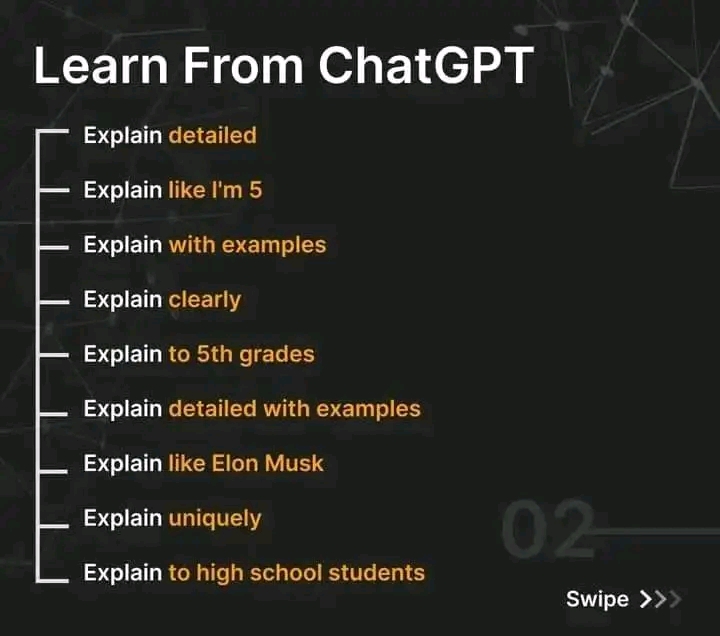 Learn From ChatGPT
Explain detailed
Explain like I'm 5
Explain with examples
Explain clearly
Explain to 5th grades
Explain detailed with examples
Explain like Elon Musk
Explain uniquely
Explain to high school students
02
Swipe